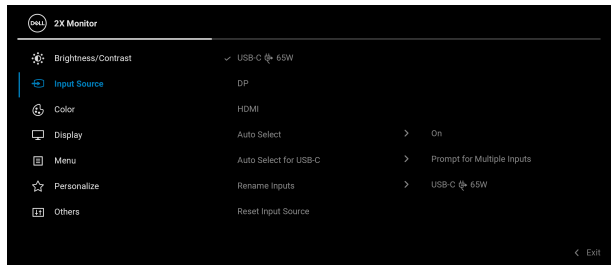 DELL 2X Monitor
Brightness/Contrast USB-C 65W
Input Source DP
Color HDMI
Display Auto Select On
Menu Auto Select for USB-C Prompt for Multiple Inputs
Personalize Rename Inputs USB-C 65W
Others Reset Input Source
Exit